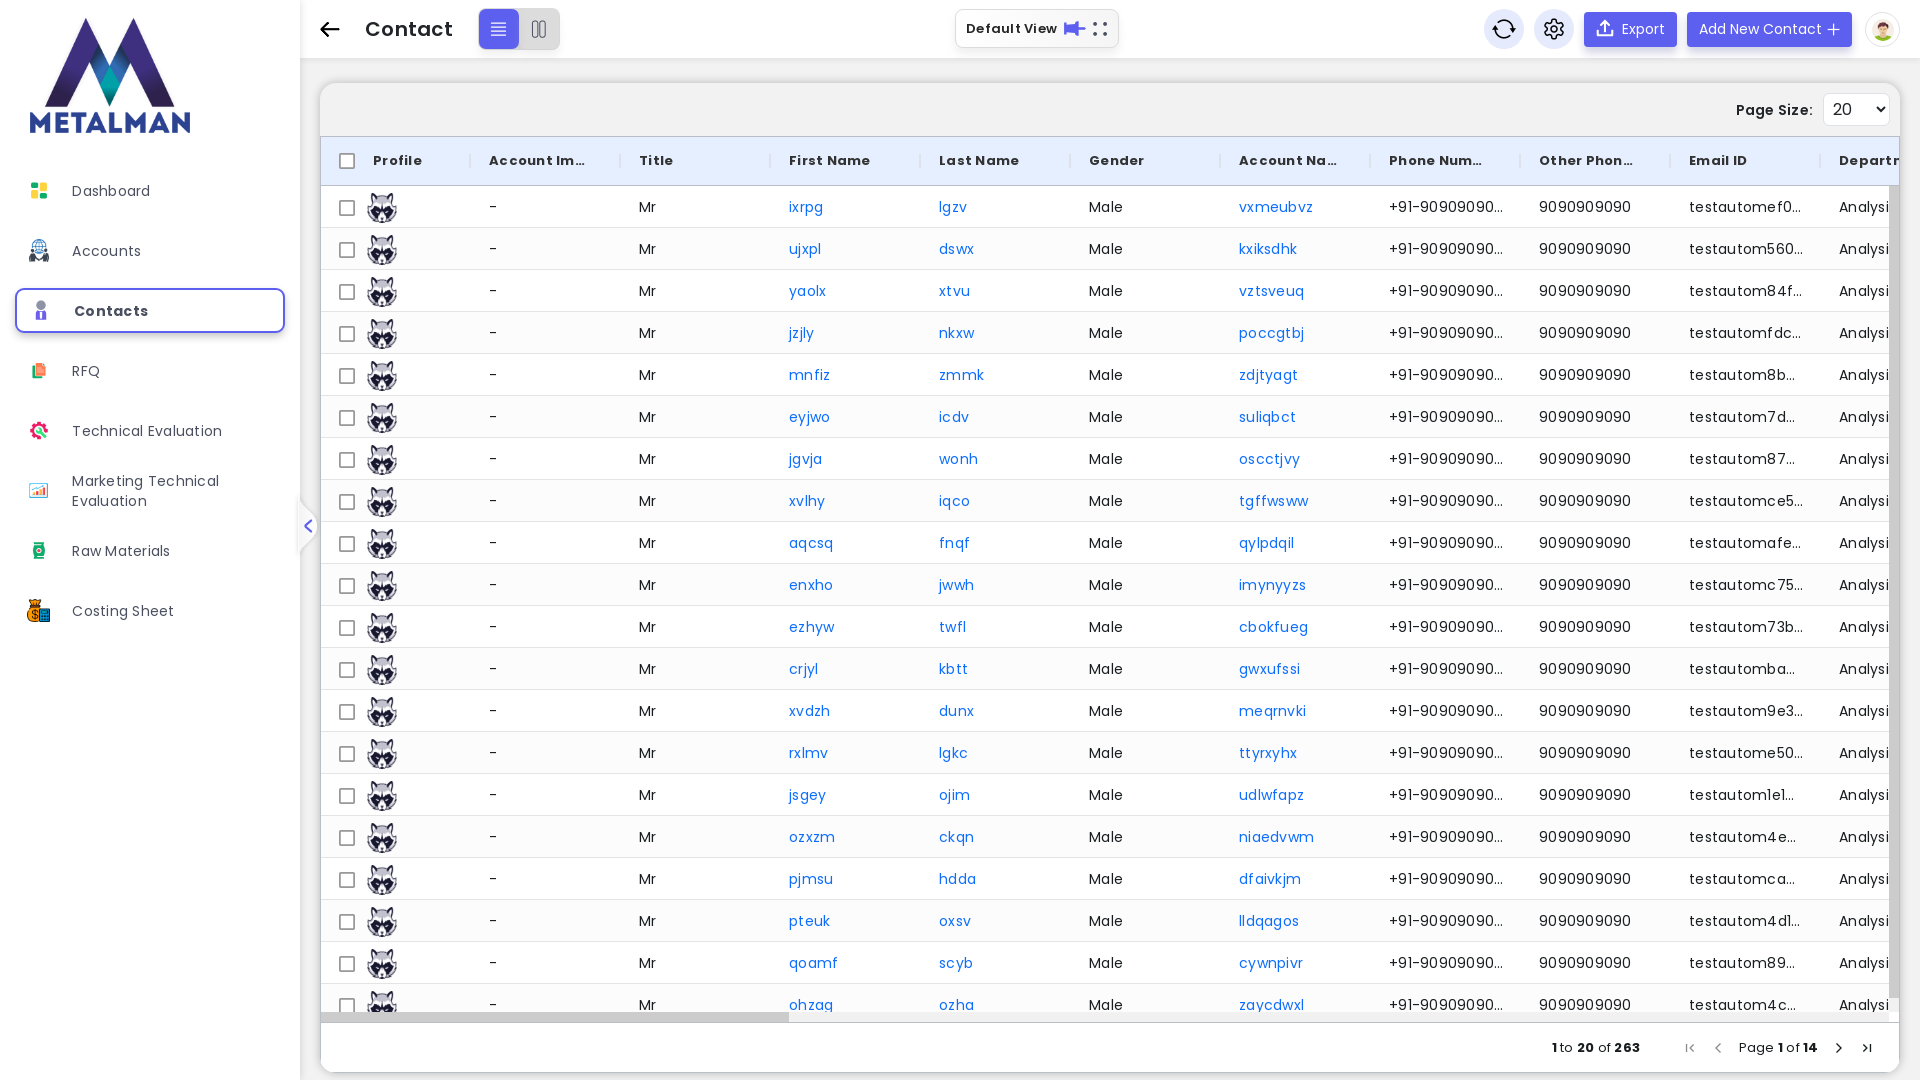 METALMAN
Dashboard
Accounts
Contacts
RFQ
Technical Evaluation
Marketing Technical
Evaluation
Raw Materials
Costing Sheet
Contact
Default View
Export
Add New Contact
Page Size: 20
Profile Account Im... Title First Name Last Name Gender Account Na... Phone Num... Other Phon... Email ID Departm
- Mr ixrpg lgzv Male vxmeubvz +91-90909090... 9090909090 testautomef0... Analysi
- Mr ujxpl dswx Male kxiksdhk +91-90909090... 9090909090 testautom560... Analysi
- Mr yaolx xtvu Male vztsveuq +91-90909090... 9090909090 testautom84f... Analysi
- Mr jzjly nkxw Male poccgtbj +91-90909090... 9090909090 testautomfdc... Analysi
- Mr mnfiz zmmk Male zdjtyagt +91-90909090... 9090909090 testautom8b... Analysi
- Mr eyjwo icdv Male suliqbct +91-90909090... 9090909090 testautom7d... Analysi
- Mr jgvja wonh Male oscctjvy +91-90909090... 9090909090 testautom87... Analysi
- Mr xvlhy iqco Male tgffwsww +91-90909090... 9090909090 testautomce5... Analysi
- Mr aqcsq fnqf Male qylpdqil +91-90909090... 9090909090 testautomafe... Analysi
- Mr enxho jwwh Male imynyyzs +91-90909090... 9090909090 testautomc75... Analysi
- Mr ezhyw twfl Male cbokfueg +91-90909090... 9090909090 testautom73b... Analysi
- Mr crjyl kbtt Male gwxufssi +91-90909090... 9090909090 testautomba... Analysi
- Mr xvdzh dunx Male meqrnvki +91-90909090... 9090909090 testautom9e3... Analysi
- Mr rxlmv lgkc Male ttyrxyhx +91-90909090... 9090909090 testautome50... Analysi
- Mr jsgey ojim Male udlwfapz +91-90909090... 9090909090 testautom1e1... Analysi
- Mr ozxzm ckqn Male niaedvwm +91-90909090... 9090909090 testautom4e... Analysi
- Mr pjmsu hdda Male dfaivkjm +91-90909090... 9090909090 testautomca... Analysi
- Mr pteuk oxsv Male lldqagos +91-90909090... 9090909090 testautom4d1... Analysi
- Mr qoamf scyb Male cywnpivr +91-90909090... 9090909090 testautom89... Analysi
- Mr ohzag ozha Male zaycdwxl +91-90909090... 9090909090 testautom4c... Analysi
1 to 20 of 263 Page 1 of 14